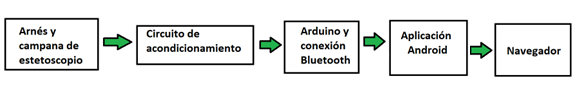 Arnés y
campana de
estetoscopio
Circuito de
acondicionamiento
Arduino y
conexión
Bluetooth
Aplicación
Android
Navegador